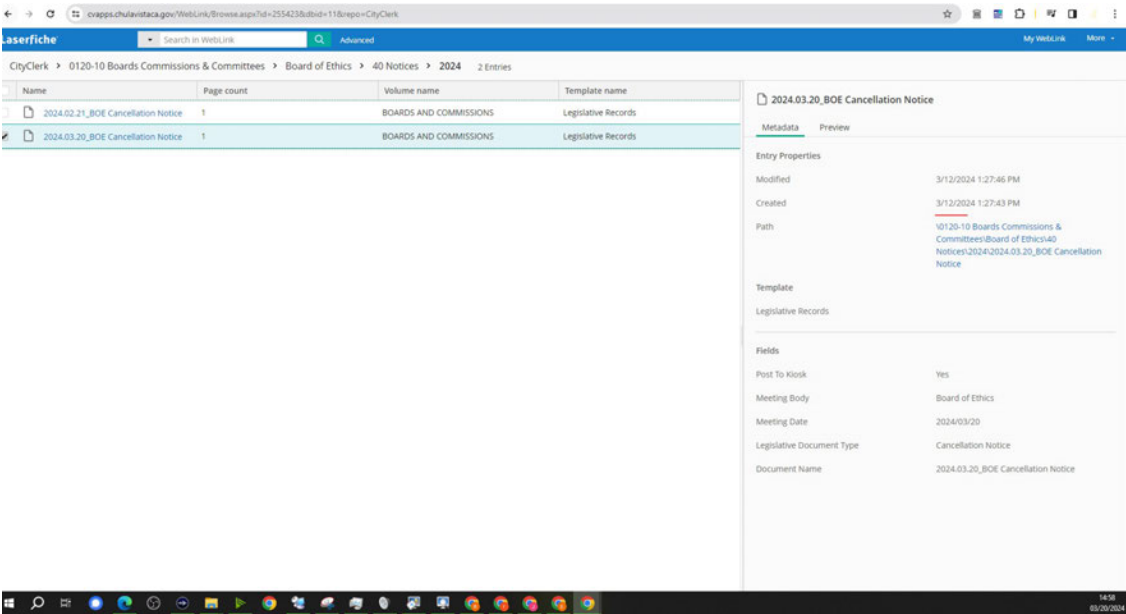 cvapps.chulavistaca.gov/WebLink/Browse.aspx?id=255423&dbid=11&repo=CityClerk
Laserfiche
Search in WebLink
Advanced
My WebLink
More
CityClerk > 0120-10 Boards Commissions & Committees > Board of Ethics > 40 Notices > 2024 2 Entries
Name Page count Volume name Template name
2024.02.21_BOE Cancellation Notice 1 BOARDS AND COMMISSIONS Legislative Records
2024.03.20_BOE Cancellation Notice 1 BOARDS AND COMMISSIONS Legislative Records
2024.03.20_BOE Cancellation Notice
Metadata Preview
Entry Properties
Modified 3/12/2024 1:27:46 PM
Created 3/12/2024 1:27:43 PM
Path \0120-10 Boards Commissions &
Committees\Board of Ethics\40
Notices\2024\2024.03.20_BOE Cancellation
Notice
Template
Legislative Records
Fields
Post To Kiosk Yes
Meeting Body Board of Ethics
Meeting Date 2024/03/20
Legislative Document Type Cancellation Notice
Document Name 2024.03.20_BOE Cancellation Notice
14:58
03/20/2024